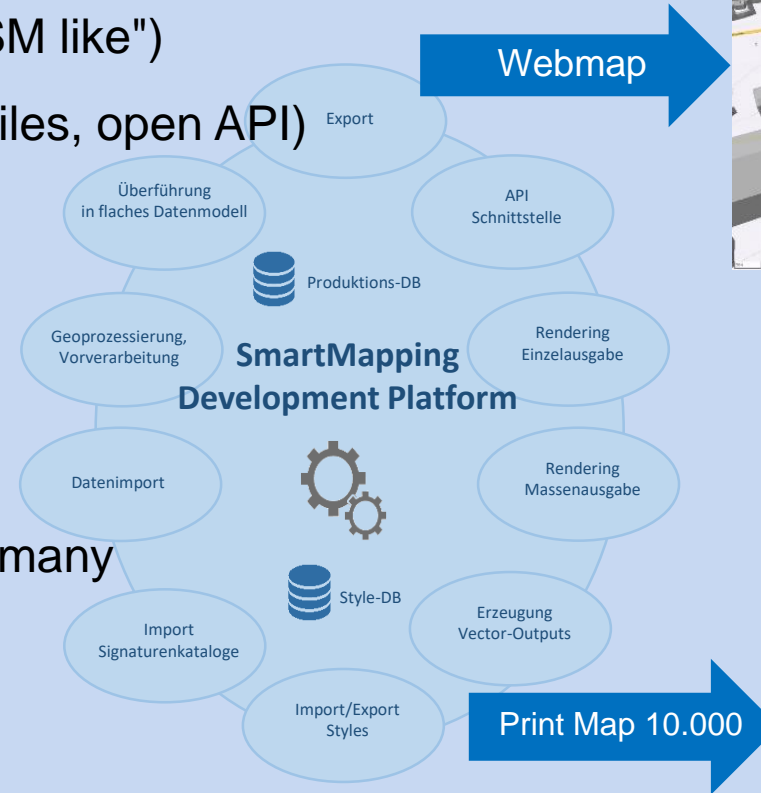 SM like")
Webmap
iles, open API)
Export
Überführung
in flaches Datenmodell
API
Schnittstelle
Produktions-DB
Geoprozessierung,
Vorverarbeitung
SmartMapping
Development Platform
Rendering
Einzelausgabe
Datenimport
Rendering
Massenausgabe
many
Style-DB
Erzeugung
Vector-Outputs
Import
Signaturenkataloge
Import/Export
Styles
Print Map 10.000